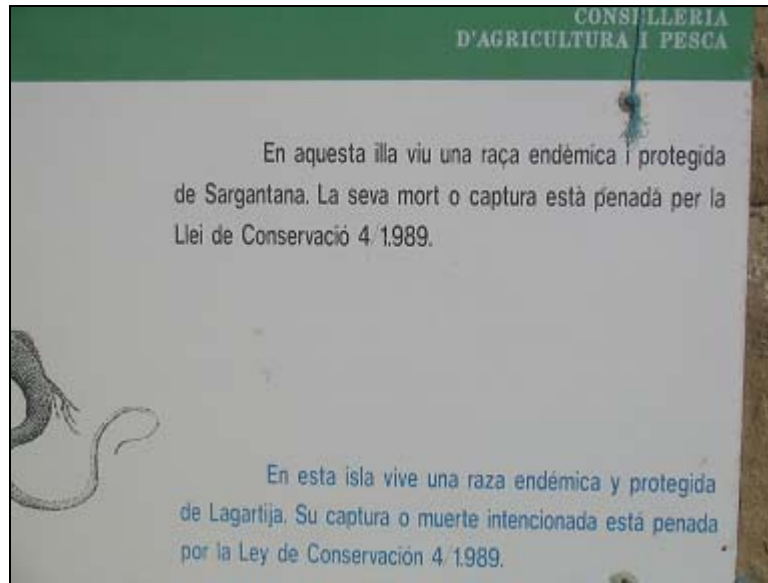 CONSELLERIA
D'AGRICULTURA I PESCA
En aquesta illa viu una raça endèmica i protegida
de Sargantana. La seva mort o captura està penada per la
Llei de Conservació 4/1.989.
En esta isla vive una raza endémica y protegida
de Lagartija. Su captura o muerte intencionada está penada
por la Ley de Conservación 4/1.989.